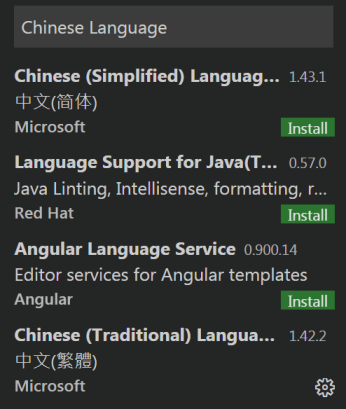 Chinese Language
Chinese (Simplified) Languag... 1.43.1
中文(简体)
Microsoft
Install
Language Support for Java(T... 0.57.0
Java Linting, Intellisense, formatting, r...
Red Hat
Install
Angular Language Service 0.900.14
Editor services for Angular templates
Angular
Install
Chinese (Traditional) Langua... 1.42.2
中文(繁體)
Microsoft